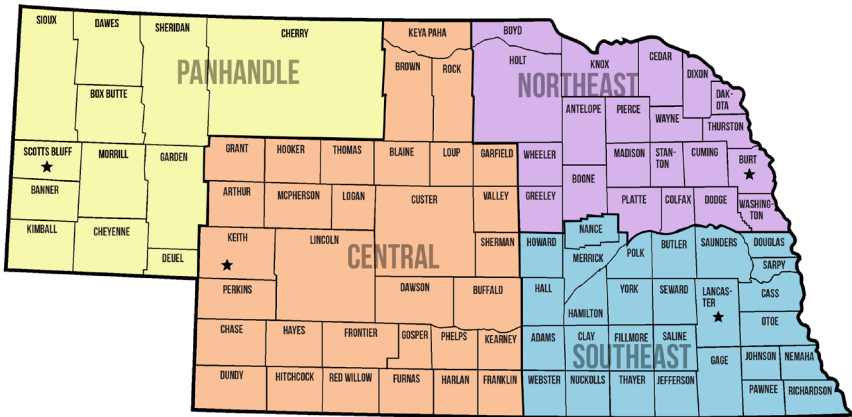 SIOUX
DAWES
SHERIDAN
CHERRY
KEYA PAHA
BOYD
BROWN
ROCK
HOLT
KNOX
CEDAR
DIXON
DAK-
OTA
PANHANDLE
NORTHEAST
BOX BUTTE
ANTELOPE
PIERCE
WAYNE
THURSTON
SCOTTS BLUFF
MORRILL
GARDEN
GRANT
HOOKER
THOMAS
BLAINE
LOUP
GARFIELD
WHEELER
MADISON
STAN-
TON
CUMING
BURT
BANNER
ARTHUR
MCPHERSON
LOGAN
CUSTER
VALLEY
GREELEY
BOONE
PLATTE
COLFAX
DODGE
WASHING-
TON
KIMBALL
CHEYENNE
DEUEL
KEITH
LINCOLN
CENTRAL
SHERMAN
HOWARD
NANCE
MERRICK
POLK
BUTLER
SAUNDERS
DOUGLAS
SARPY
PERKINS
DAWSON
BUFFALO
HALL
HAMILTON
YORK
SEWARD
LANCAS-
TER
CASS
OTOE
CHASE
HAYES
FRONTIER
GOSPER
PHELPS
KEARNEY
ADAMS
CLAY
FILLMORE
SALINE
SOUTHEAST
GAGE
JOHNSON
NEMAHA
DUNDY
HITCHCOCK
RED WILLOW
FURNAS
HARLAN
FRANKLIN
WEBSTER
NUCKOLLS
THAYER
JEFFERSON
PAWNEE
RICHARDSON